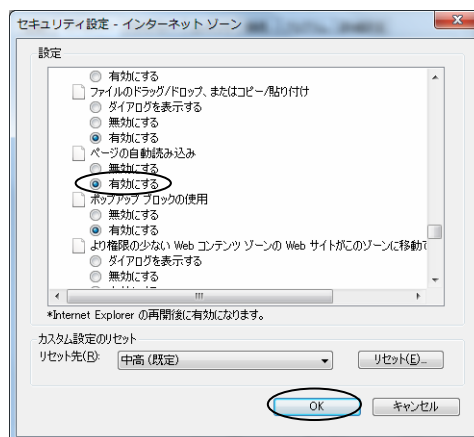 セキュリティ設定 - インターネット ゾーン
設定
有効にする
ファイルのドラッグ/ドロップ、またはコピー/貼り付け
ダイアログを表示する
無効にする
有効にする
ページの自動読み込み
無効にする
有効にする
ポップアップ ブロックの使用
無効にする
有効にする
より権限の少ない Web コンテンツ ゾーンの Web サイトがこのゾーンに移動で
ダイアログを表示する
無効にする
*Internet Explorer の再開後に有効になります。
カスタム設定のリセット
リセット先(R): 中高 (既定) リセット(E)...
OK キャンセル